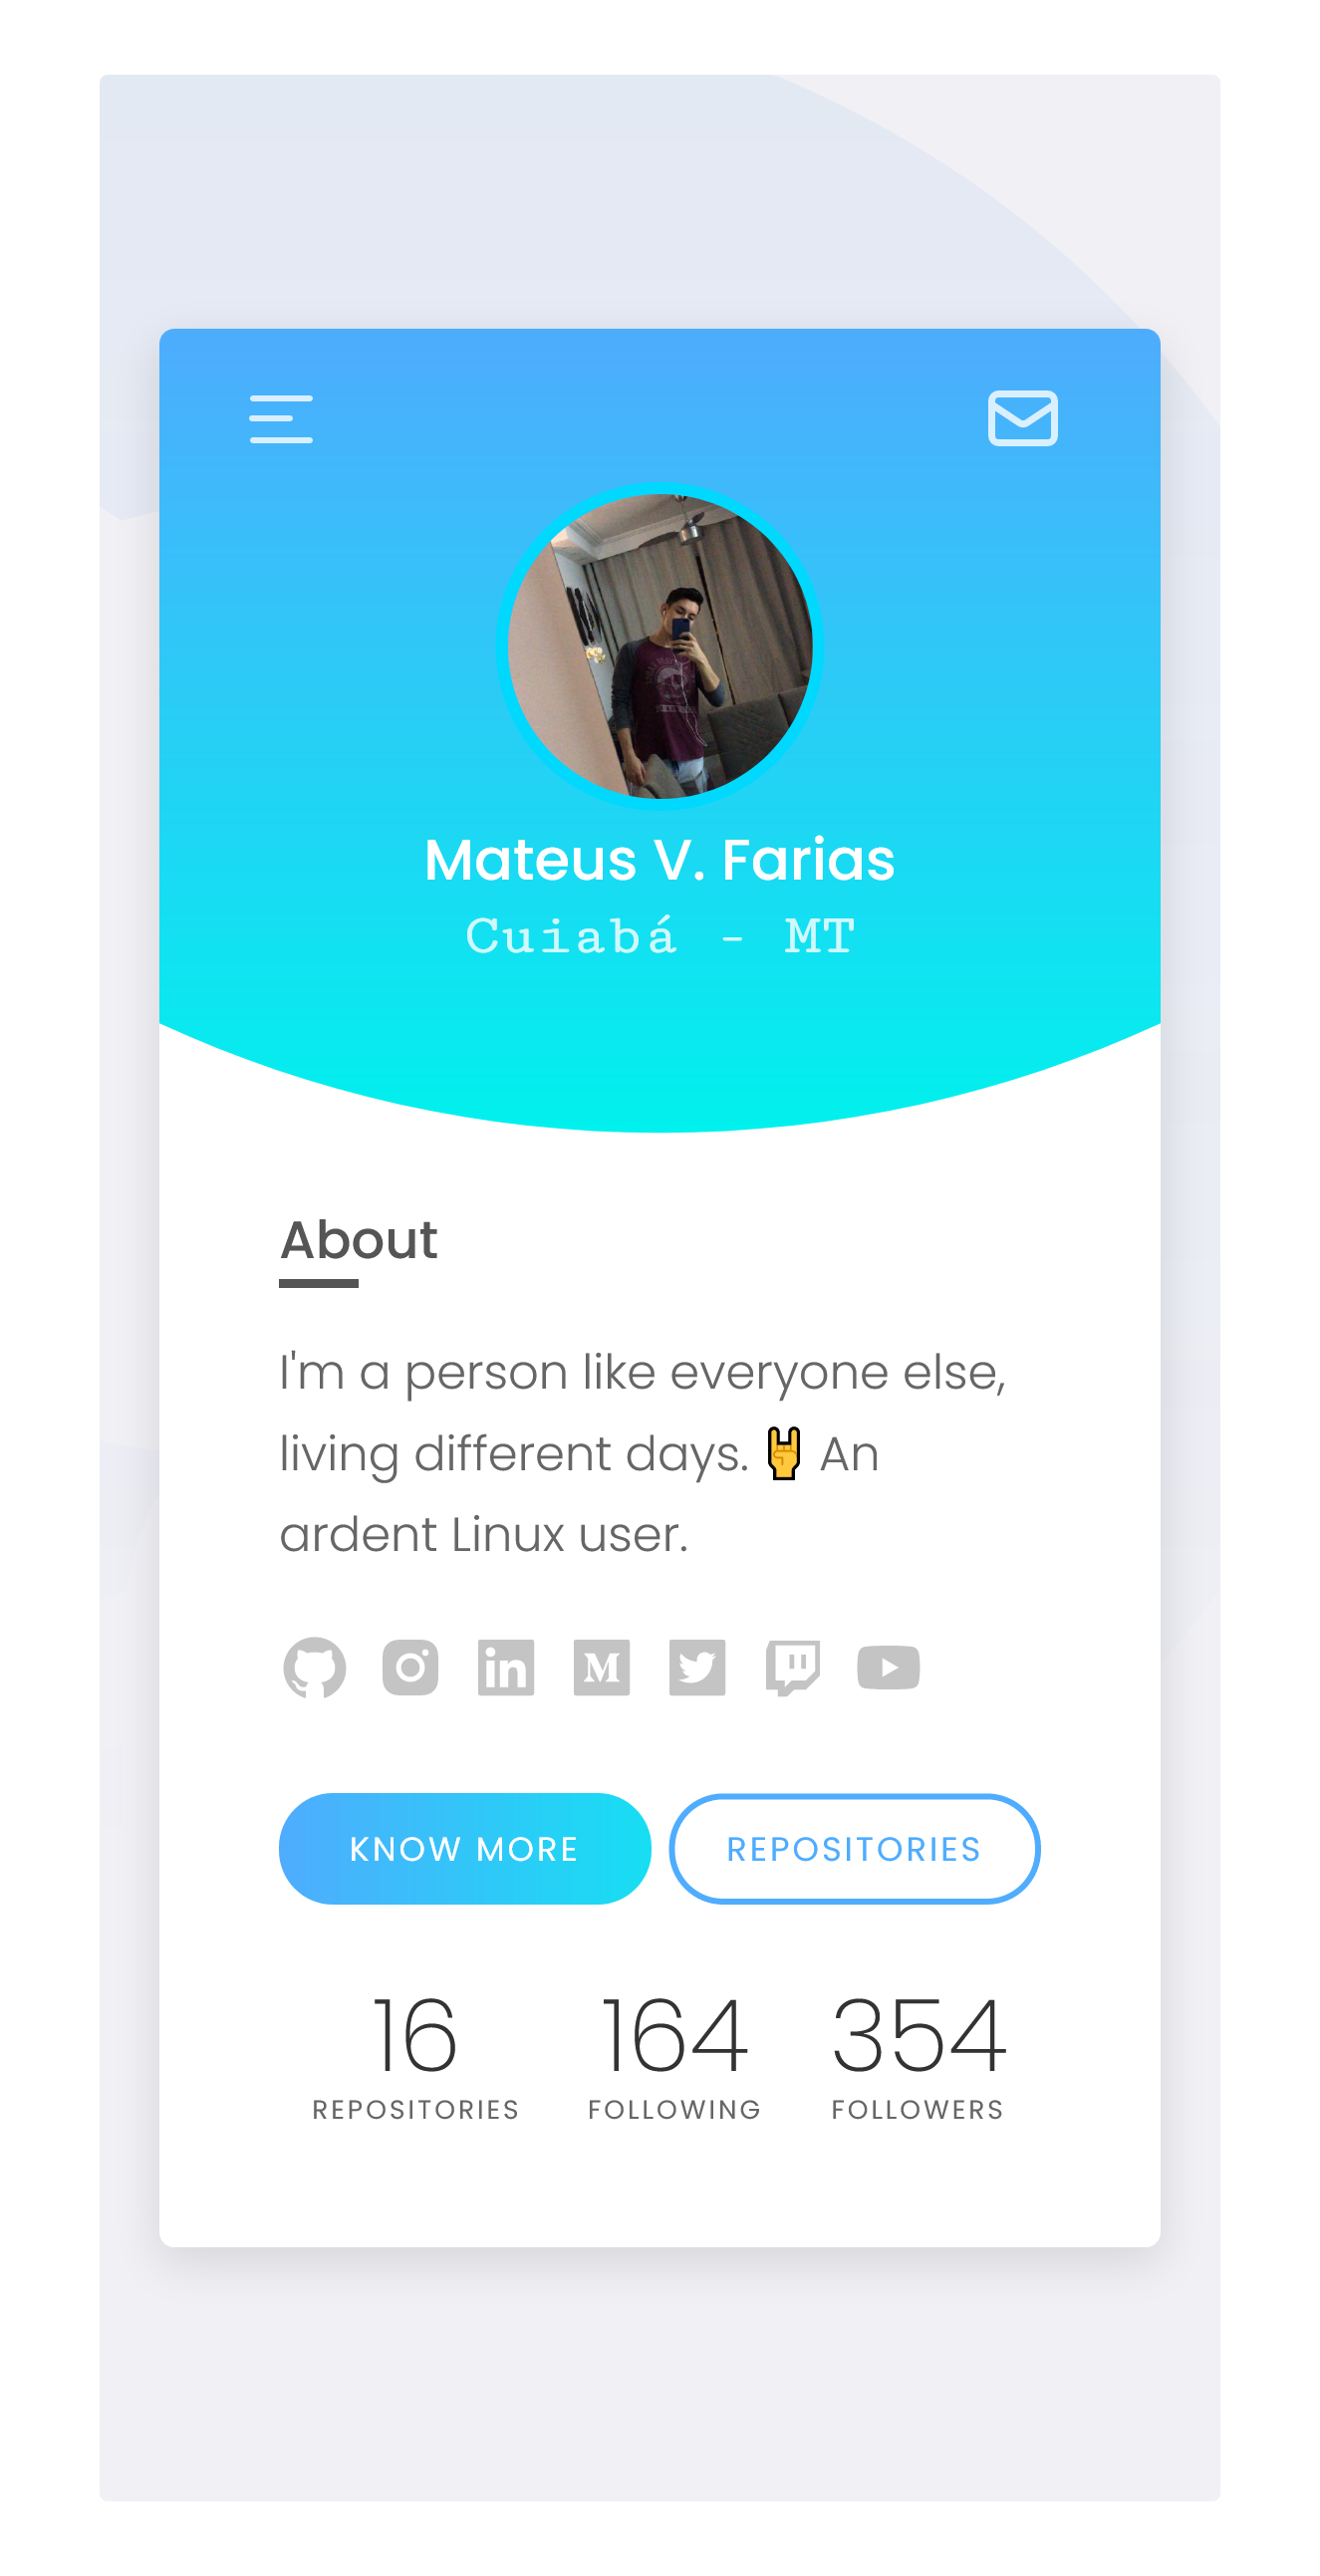 Mateus V. Farias
Cuiabá - MT
About
I'm a person like everyone else,
living different days. 🤘 An
ardent Linux user.
KNOW MORE
REPOSITORIES
16
164
354
REPOSITORIES
FOLLOWING
FOLLOWERS